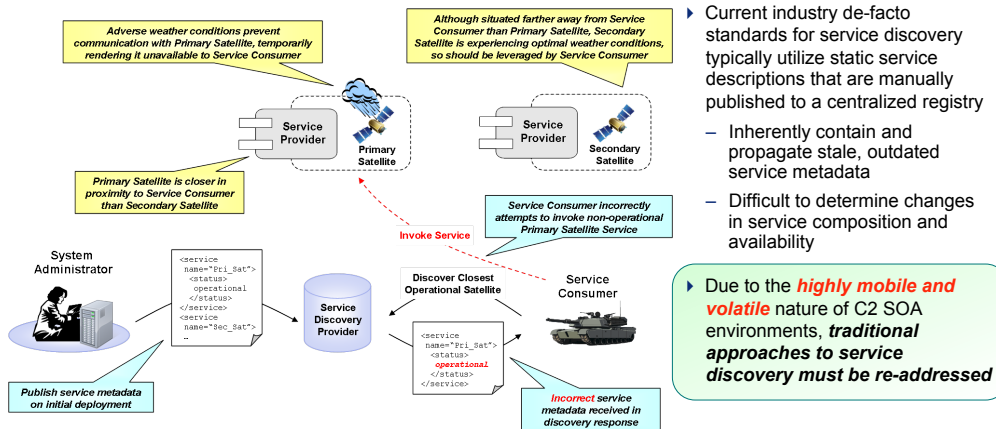 Adverse weather conditions prevent
communication with Primary Satellite, temporarily
rendering it unavailable to Service Consumer
Although situated farther away from Service
Consumer than Primary Satellite, Secondary
Satellite is experiencing optimal weather conditions,
so should be leveraged by Service Consumer
Service
Provider
Primary
Satellite
Service
Provider
Secondary
Satellite
Primary Satellite is closer in
proximity to Service Consumer
than Secondary Satellite
Service Consumer incorrectly
attempts to invoke non-operational
Primary Satellite Service
Invoke Service
System
Administrator
<service
name="Pri_Sat">
<status>
operational
</status>
</service>
<service
name="Sec_Sat">
…
Service
Discovery
Provider
Discover Closest
Operational Satellite
Service
Consumer
<service
name="Pri_Sat">
<status>
operational
</status>
</service>
Publish service metadata
on initial deployment
Incorrect service
metadata received in
discovery response
Current industry de-facto
standards for service discovery
typically utilize static service
descriptions that are manually
published to a centralized registry
– Inherently contain and
propagate stale, outdated
service metadata
– Difficult to determine changes
in service composition and
availability
Due to the highly mobile and
volatile nature of C2 SOA
environments, traditional
approaches to service
discovery must be re-addressed